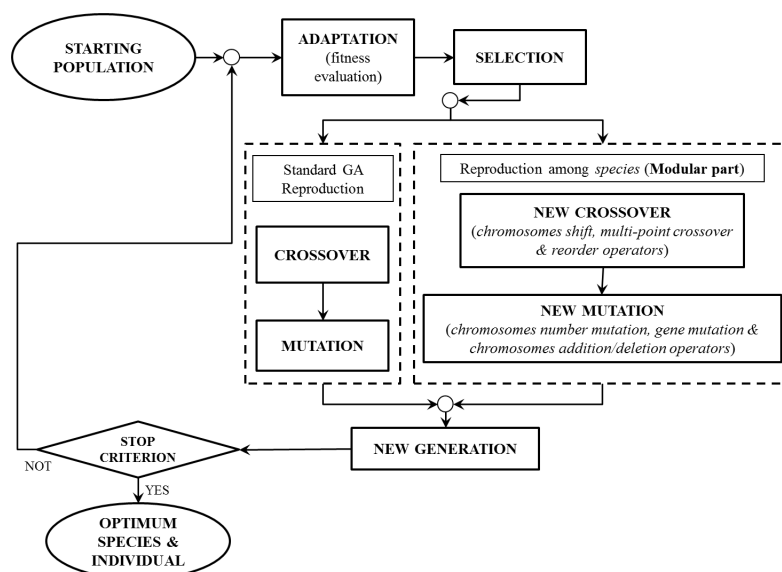 STARTING
POPULATION
ADAPTATION
(fitness
evaluation)
SELECTION
Standard GA
Reproduction
CROSSOVER
MUTATION
Reproduction among species (Modular part)
NEW CROSSOVER
(chromosomes shift, multi-point crossover
& reorder operators)
NEW MUTATION
(chromosomes number mutation, gene mutation &
chromosomes addition/deletion operators)
NEW GENERATION
STOP
CRITERION
NOT
YES
OPTIMUM
SPECIES &
INDIVIDUAL